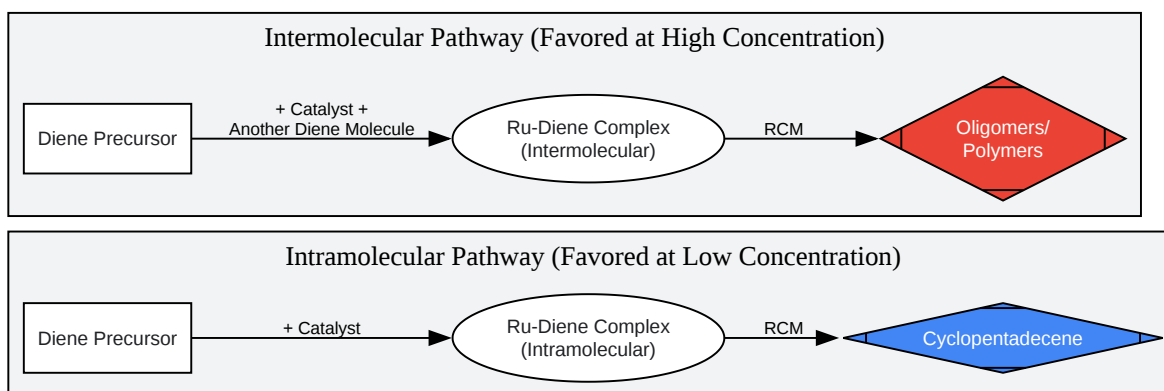 Intermolecular Pathway (Favored at High Concentration)
Diene Precursor
+ Catalyst +
Another Diene Molecule
Ru-Diene Complex
(Intermolecular)
RCM
Oligomers/
Polymers
Intramolecular Pathway (Favored at Low Concentration)
Diene Precursor
+ Catalyst
Ru-Diene Complex
(Intramolecular)
RCM
Cyclopentadecene